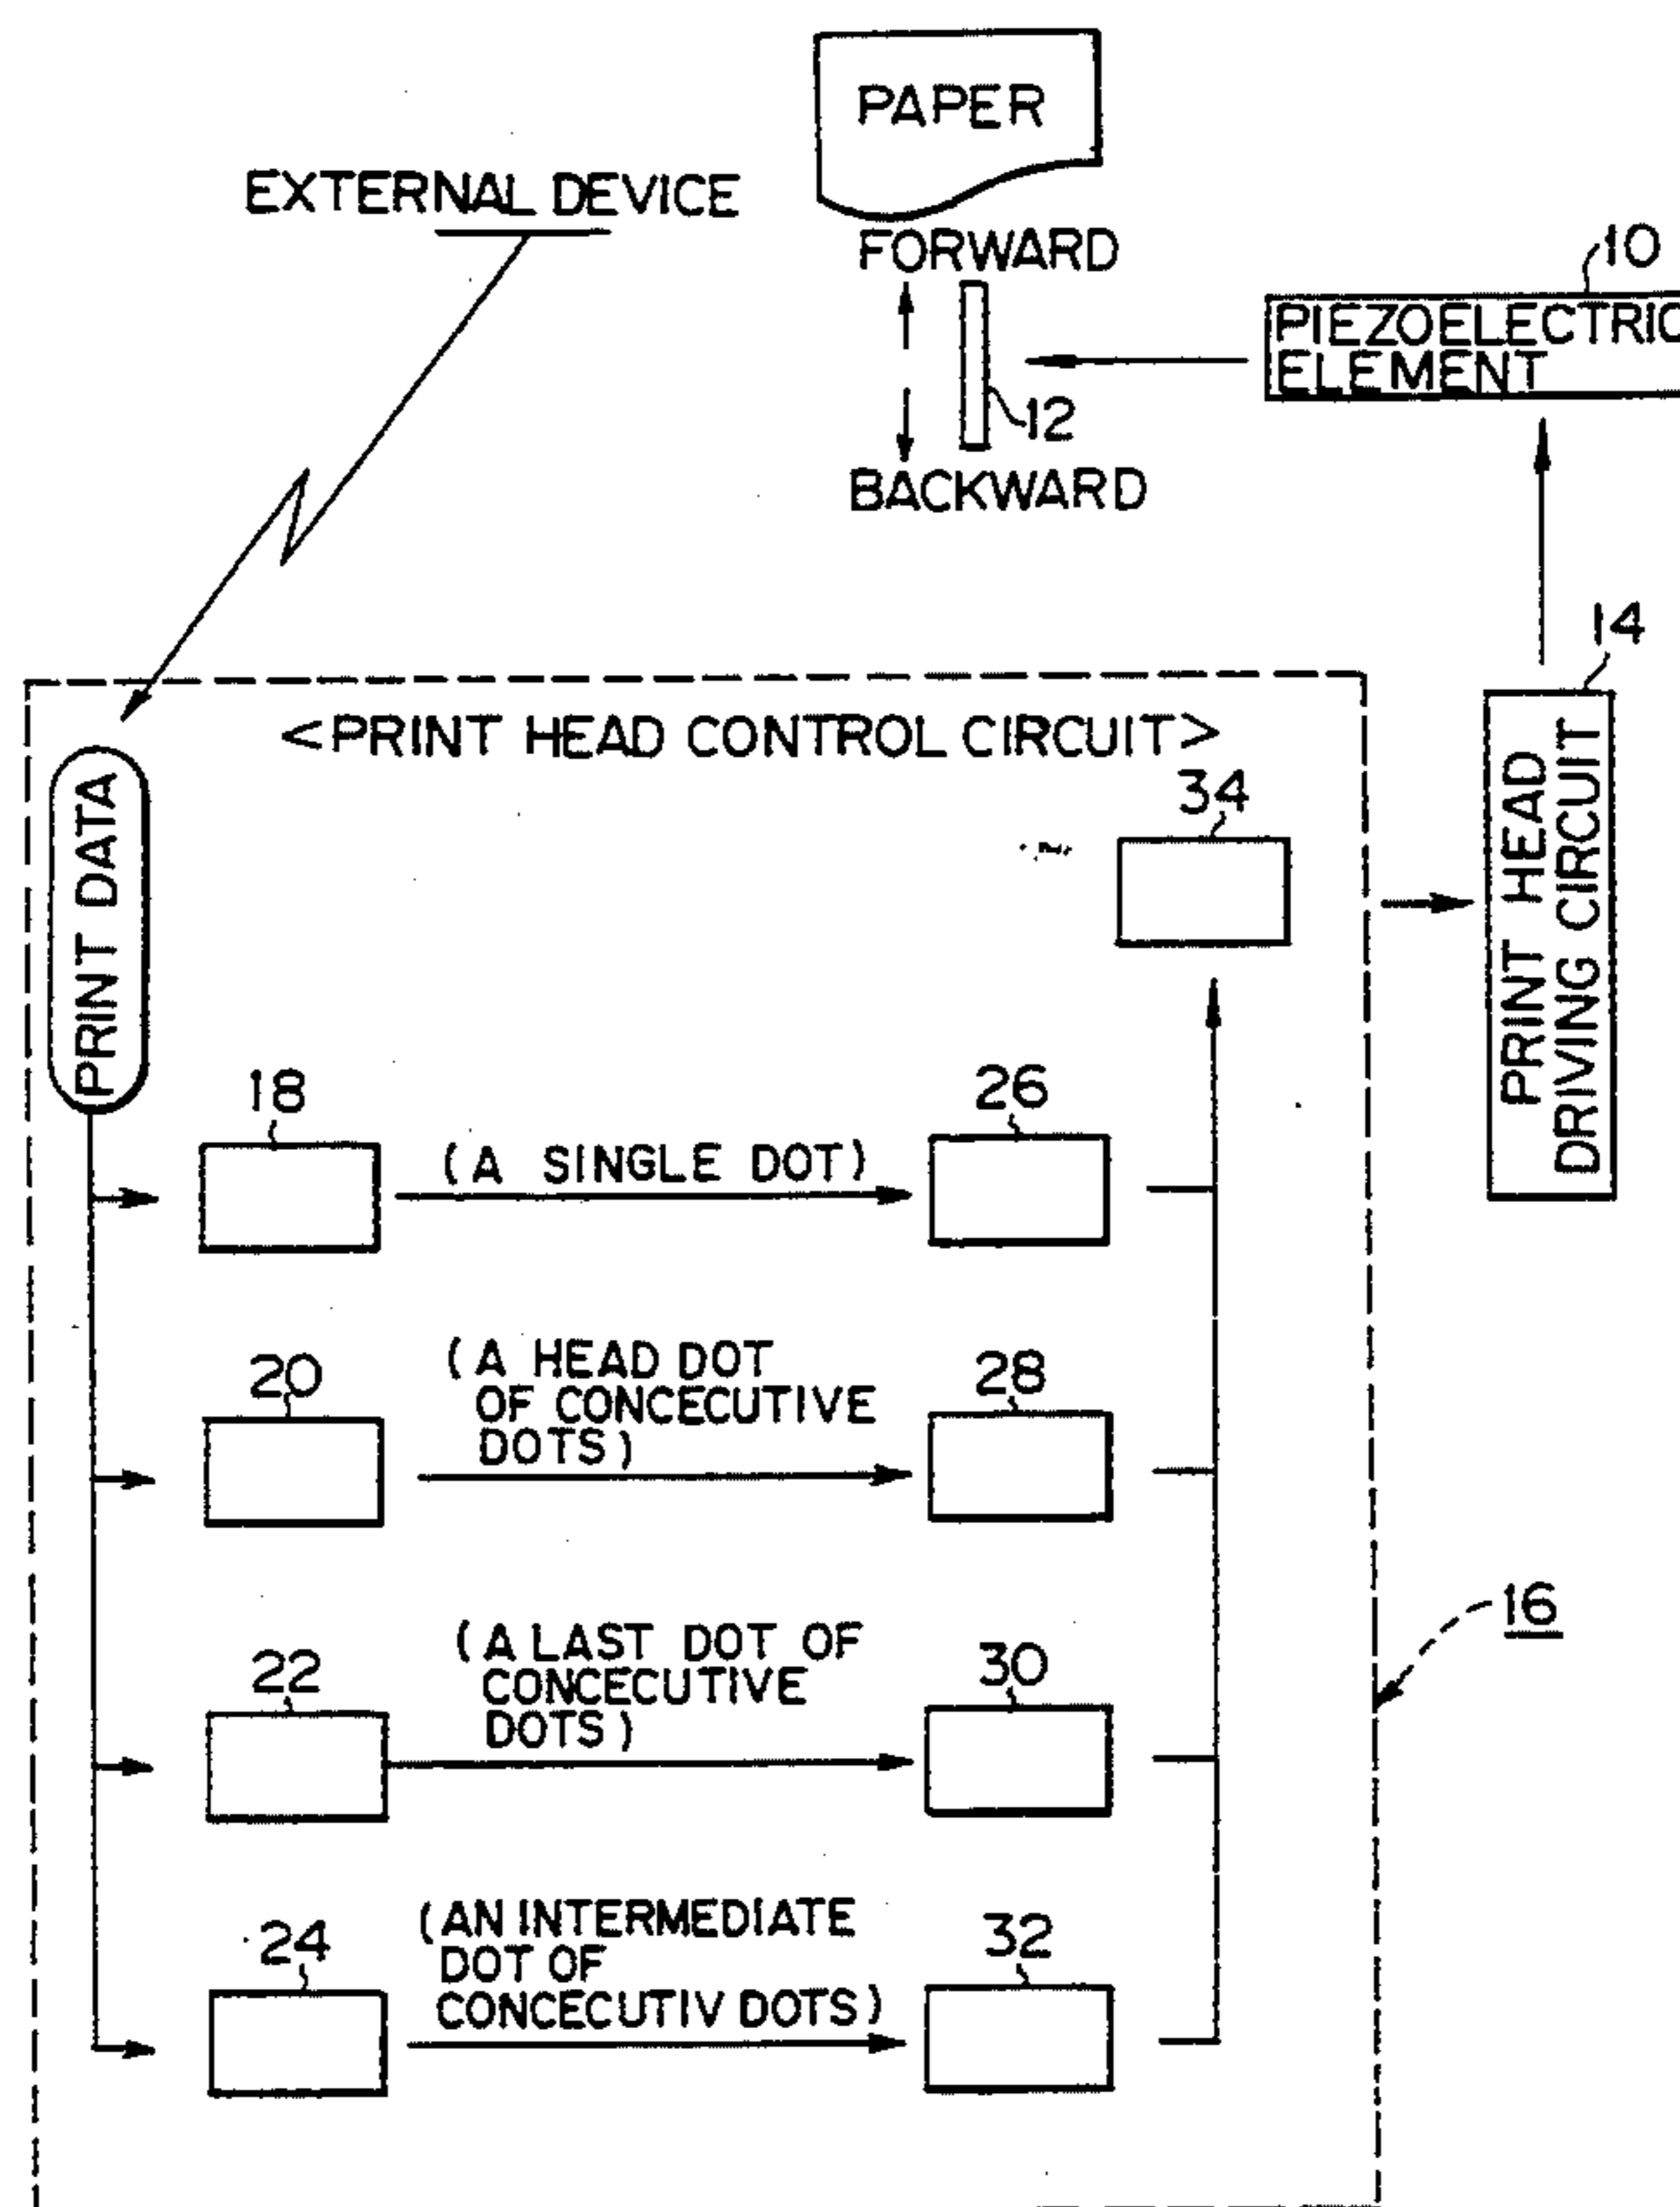 PAPER
EXTERNAL DEVICE
FORWARD
10
PIEZOELECTRIC
ELEMENT
12
BACKWARD
14
<PRINT HEAD CONTROL CIRCUIT>
PRINT DATA
34
PRINT HEAD
DRIVING CIRCUIT
18
(A SINGLE DOT)
26
20
(A HEAD DOT
OF CONCECUTIVE
DOTS)
28
16
22
(A LAST DOT OF
CONCECUTIVE
DOTS)
30
24
(AN INTERMEDIATE
DOT OF
CONCECUTIV DOTS)
32